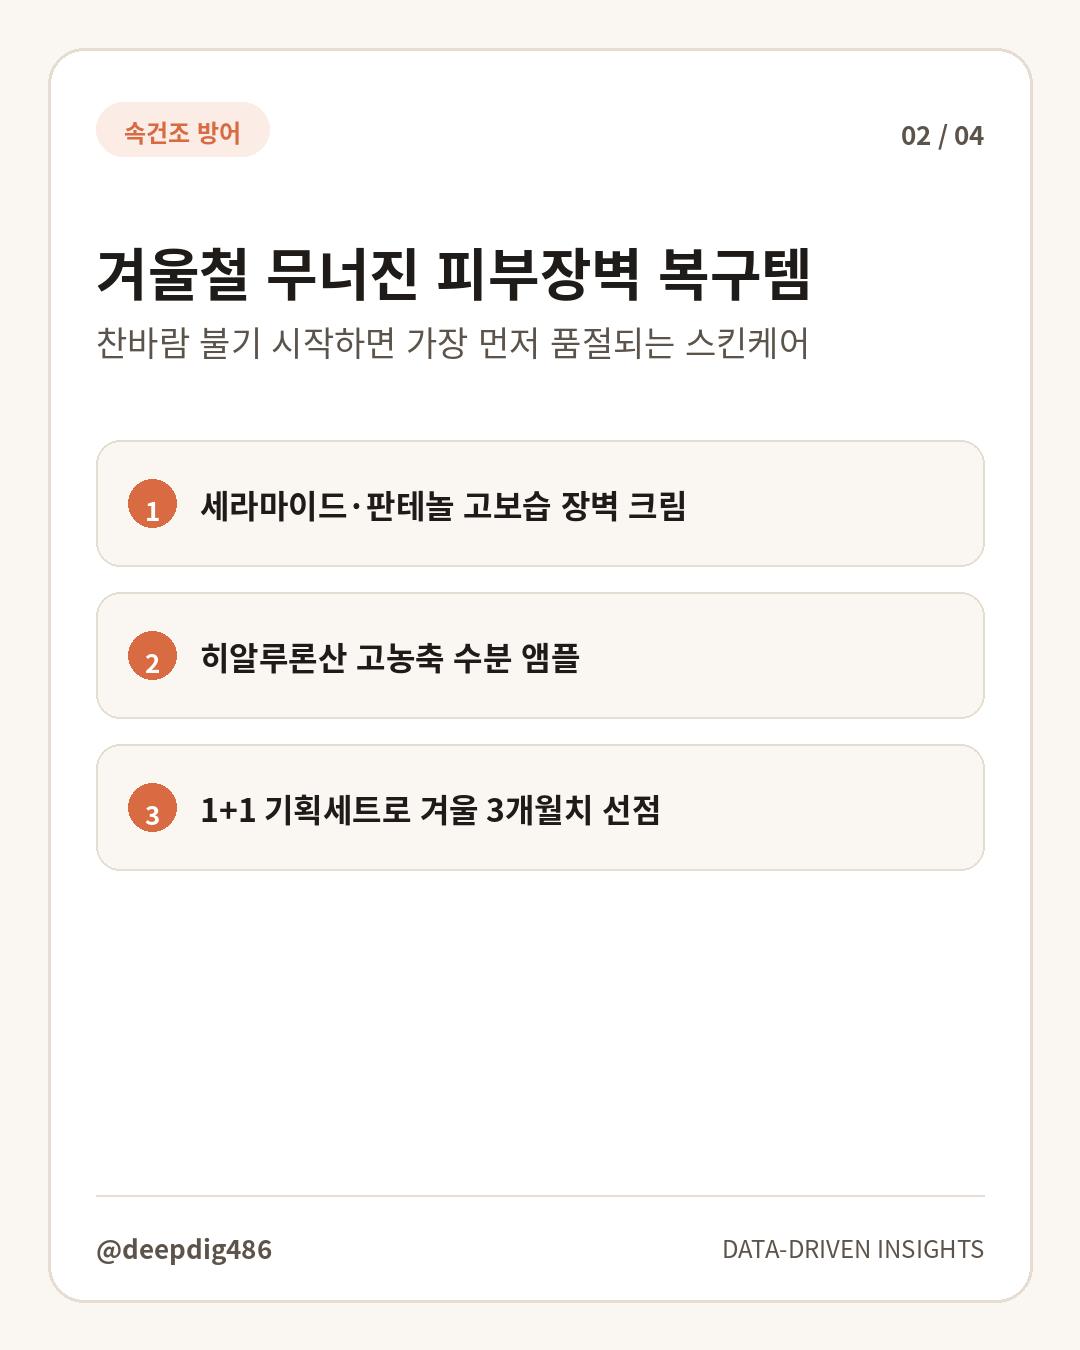 속건조 방어
02 / 04
겨울철 무너진 피부장벽 복구템
찬바람 불기 시작하면 가장 먼저 품절되는 스킨케어
1 세라마이드·판테놀 고보습 장벽 크림
2 히알루론산 고농축 수분 앰플
3 1+1 기획세트로 겨울 3개월치 선점
@deepdig486
DATA-DRIVEN INSIGHTS